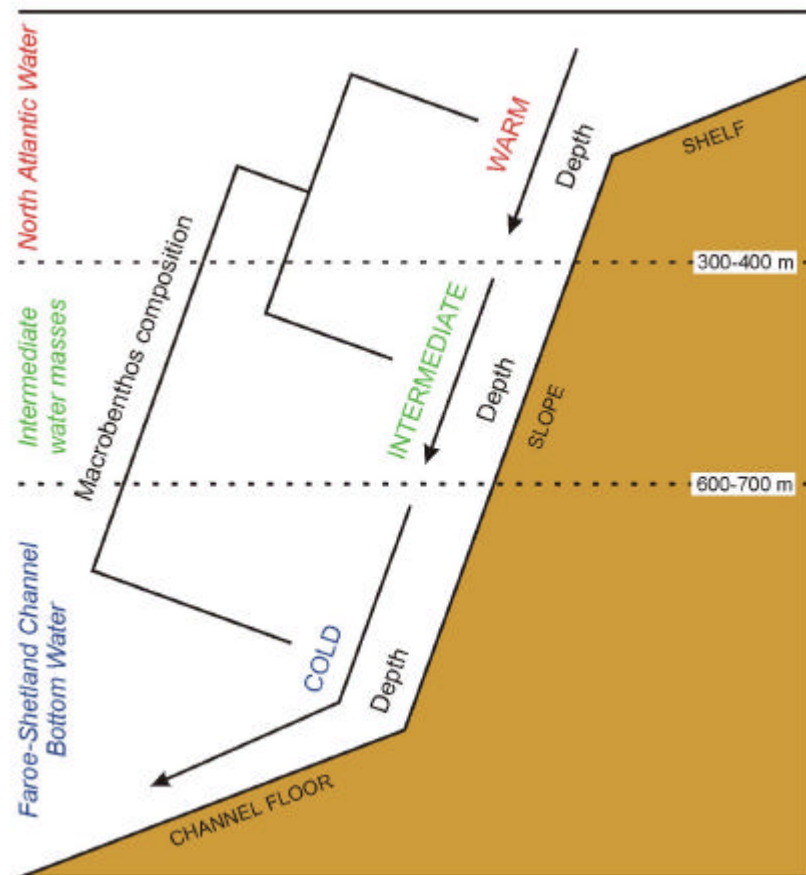 North Atlantic Water
WARM
Depth
SHELF
300-400 m
Macrobenthos composition
Intermediate
water masses
INTERMEDIATE
Depth
SLOPE
600-700 m
Faroe-Shetland Channel
Bottom Water
COLD
Depth
CHANNEL FLOOR